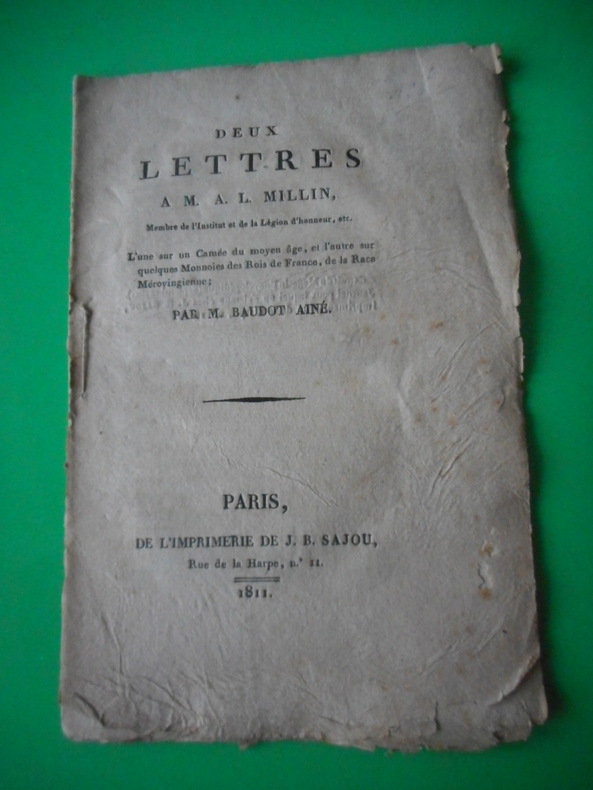 DEUX
LETTRES
A M. A. L. MILLIN,
Membre de l'Institut et de la Légion d'honneur, etc.
L'une sur un Camée du moyen âge, et l'autre sur
quelques Monnoies des Rois de France, de la Race
Mérovingienne;
PAR M. BAUDOT AINÉ.
PARIS,
DE L'IMPRIMERIE DE J. B. SAJOU,
Rue de la Harpe, n.° 11.
1811.